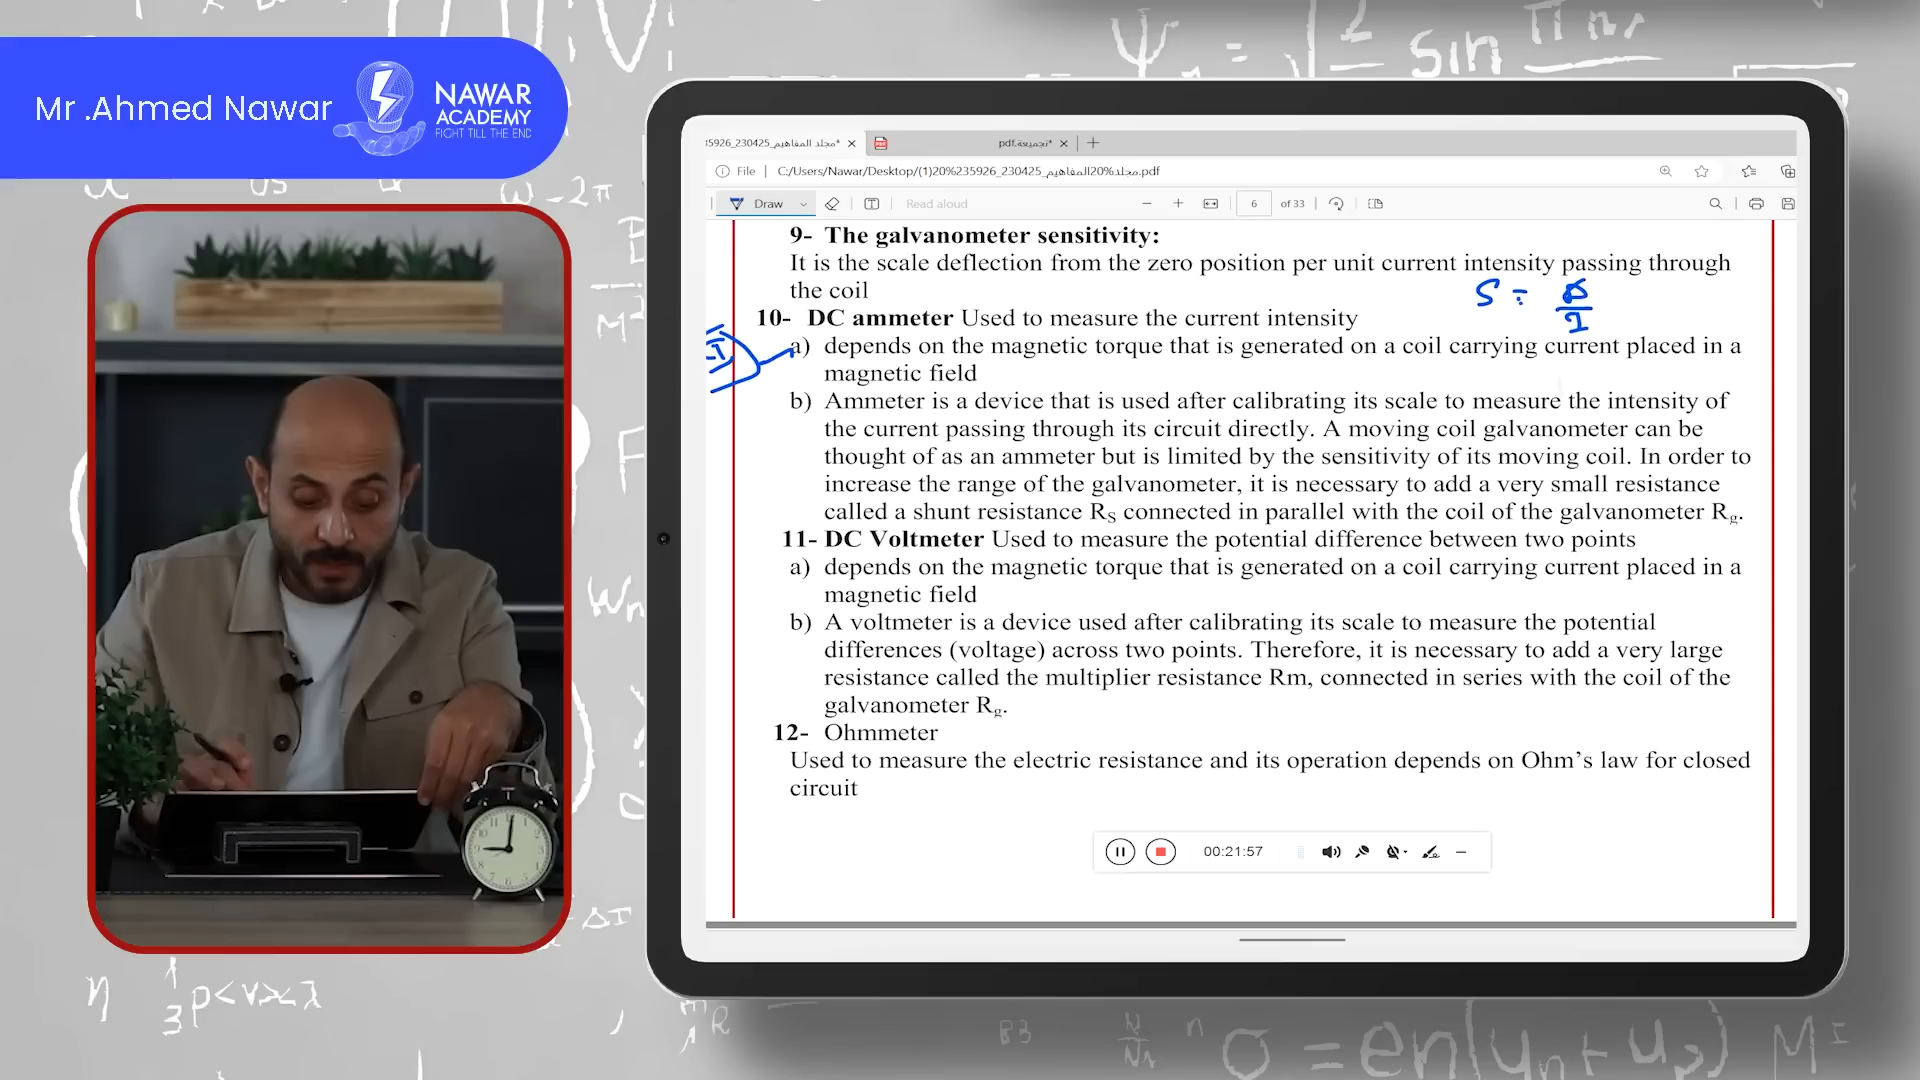 Mr .Ahmed Nawar
NAWAR
ACADEMY
FIGHT TILL THE END
File
Draw
Read aloud
6 of 33
9- The galvanometer sensitivity:
It is the scale deflection from the zero position per unit current intensity passing through
the coil
10- DC ammeter Used to measure the current intensity
a) depends on the magnetic torque that is generated on a coil carrying current placed in a
magnetic field
b) Ammeter is a device that is used after calibrating its scale to measure the intensity of
the current passing through its circuit directly. A moving coil galvanometer can be
thought of as an ammeter but is limited by the sensitivity of its moving coil. In order to
increase the range of the galvanometer, it is necessary to add a very small resistance
called a shunt resistance RS connected in parallel with the coil of the galvanometer Rg.
11- DC Voltmeter Used to measure the potential difference between two points
a) depends on the magnetic torque that is generated on a coil carrying current placed in a
magnetic field
b) A voltmeter is a device used after calibrating its scale to measure the potential
differences (voltage) across two points. Therefore, it is necessary to add a very large
resistance called the multiplier resistance Rm, connected in series with the coil of the
galvanometer Rg.
12- Ohmmeter
Used to measure the electric resistance and its operation depends on Ohm's law for closed
circuit
00:21:57